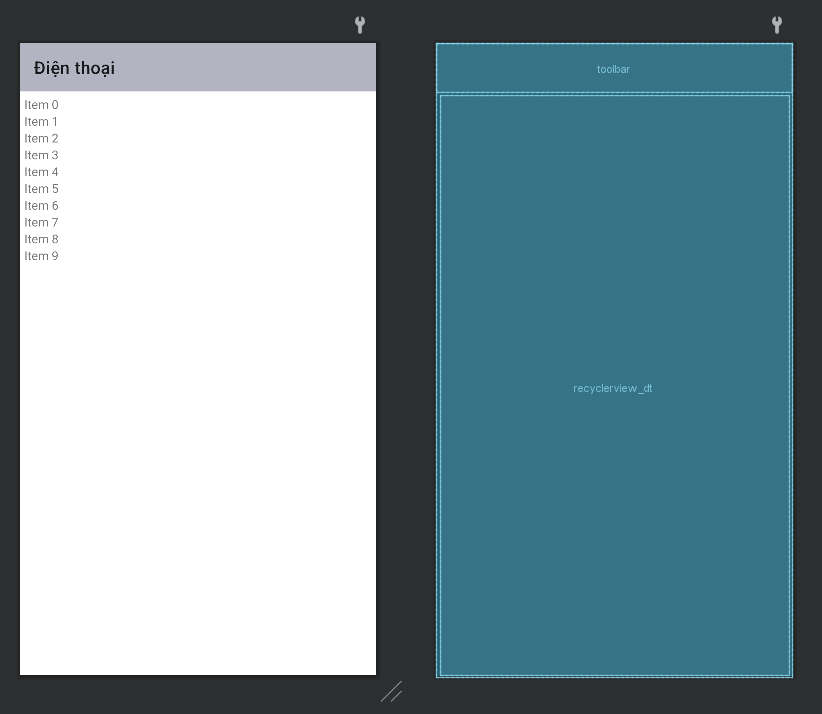 Điện thoại
Item 0
Item 1
Item 2
Item 3
Item 4
Item 5
Item 6
Item 7
Item 8
Item 9
toolbar
recyclerview_dt